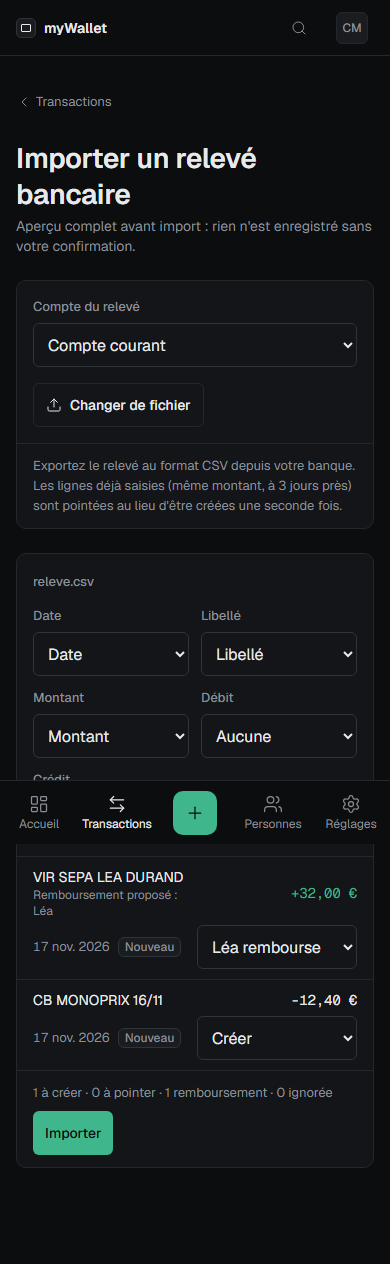 myWallet
CM
Transactions
Importer un relevé
bancaire
Aperçu complet avant import : rien n'est enregistré sans
votre confirmation.
Compte du relevé
Compte courant
Changer de fichier
Exportez le relevé au format CSV depuis votre banque.
Les lignes déjà saisies (même montant, à 3 jours près)
sont pointées au lieu d'être créées une seconde fois.
releve.csv
Date Libellé
Date Libellé
Montant Débit
Montant Aucune
Crédit
Accueil Transactions Personnes Réglages
VIR SEPA LEA DURAND
Remboursement proposé :
Léa
+32,00 €
17 nov. 2026 Nouveau Léa rembourse
CB MONOPRIX 16/11 -12,40 €
17 nov. 2026 Nouveau Créer
1 à créer · 0 à pointer · 1 remboursement · 0 ignorée
Importer